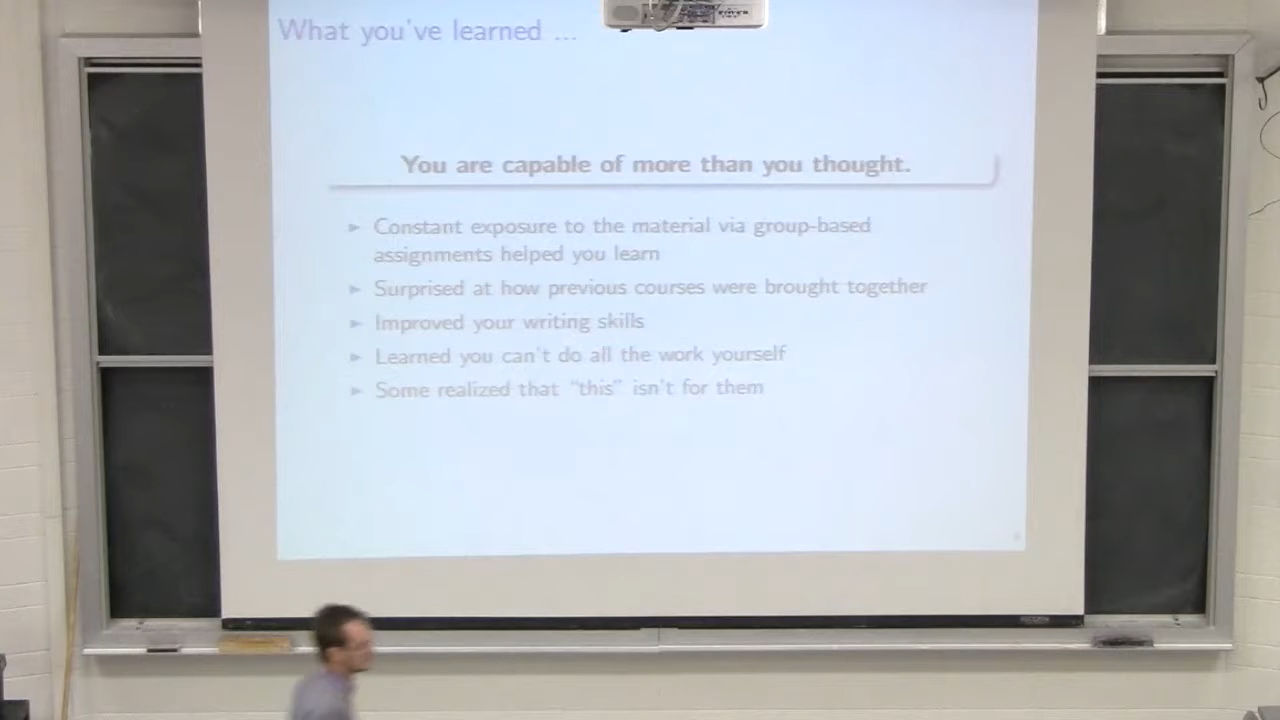 What you've learned ...
You are capable of more than you thought.
► Constant exposure to the material via group-based
assignments helped you learn
► Surprised at how previous courses were brought together
► Improved your writing skills
► Learned you can't do all the work yourself
► Some realized that "this" isn't for them